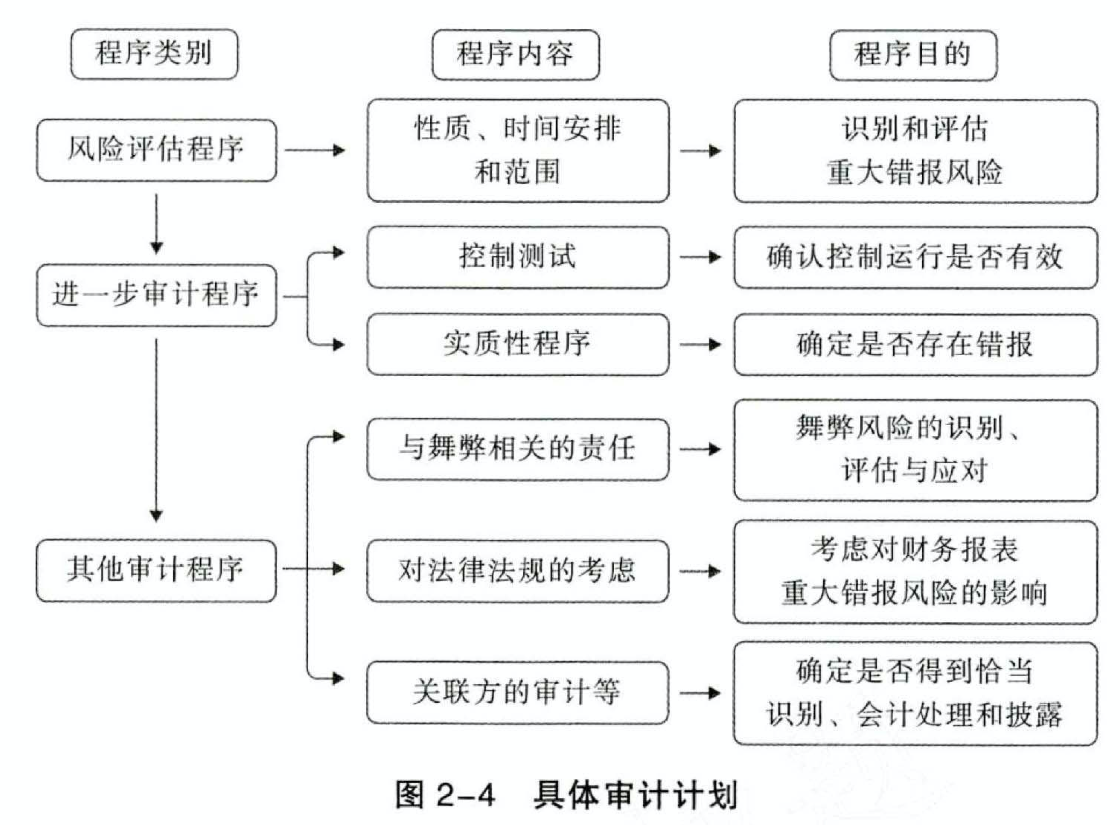 程序类别
程序内容
程序目的
风险评估程序
性质、时间安排
和范围
识别和评估
重大错报风险
进一步审计程序
控制测试
确认控制运行是否有效
实质性程序
确定是否存在错报
其他审计程序
与舞弊相关的责任
舞弊风险的识别、
评估与应对
对法律法规的考虑
考虑对财务报表
重大错报风险的影响
关联方的审计等
确定是否得到恰当
识别、会计处理和披露
图 2-4 具体审计计划